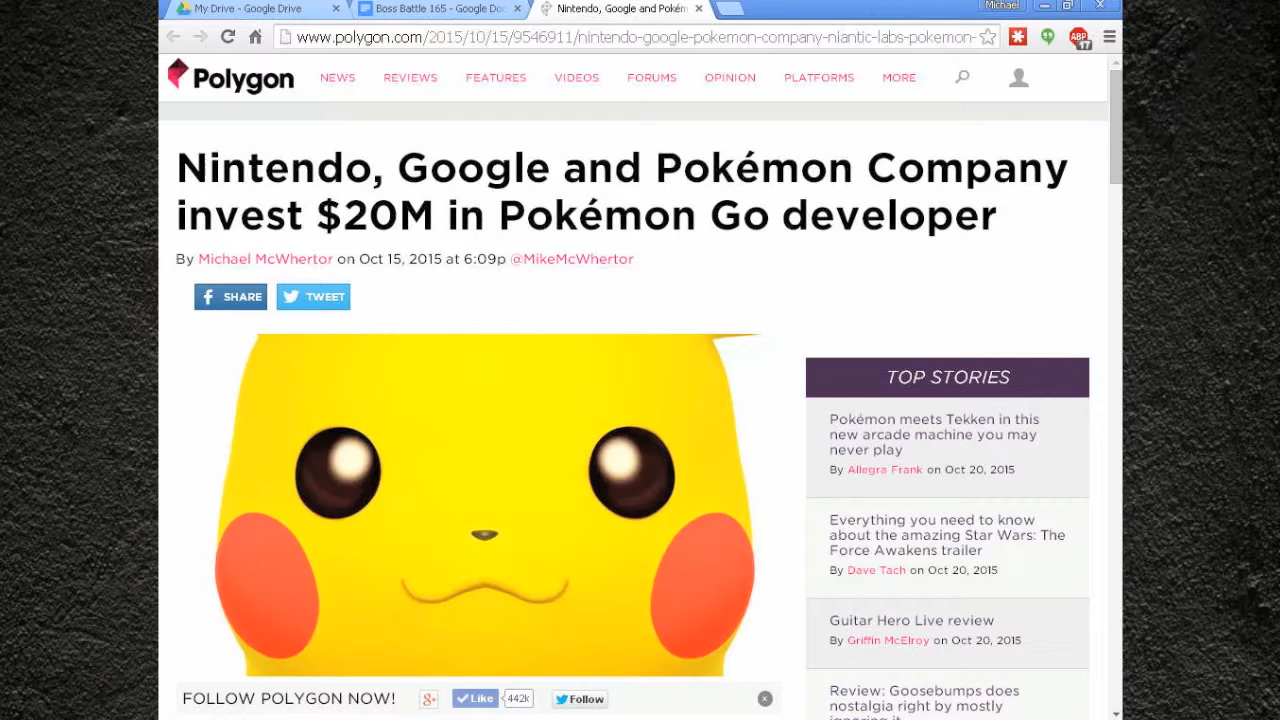 My Drive - Google Drive
Boss Battle 165 - Google Doc
Nintendo, Google and Pokém
Michael
www.polygon.com/2015/10/15/9546911/nintendo-google-pokemon-company-niantic-labs-pokemon-
ABP
17
Polygon
NEWS
REVIEWS
FEATURES
VIDEOS
FORUMS
OPINION
PLATFORMS
MORE
Nintendo, Google and Pokémon Company
invest $20M in Pokémon Go developer
By Michael McWhertor on Oct 15, 2015 at 6:09p @MikeMcWhertor
SHARE
TWEET
TOP STORIES
Pokémon meets Tekken in this
new arcade machine you may
never play
By Allegra Frank on Oct 20, 2015
Everything you need to know
about the amazing Star Wars: The
Force Awakens trailer
By Dave Tach on Oct 20, 2015
Guitar Hero Live review
By Griffin McElroy on Oct 20, 2015
Review: Goosebumps does
nostalgia right by mostly
ignoring it
FOLLOW POLYGON NOW!
g+
Like
442k
Follow